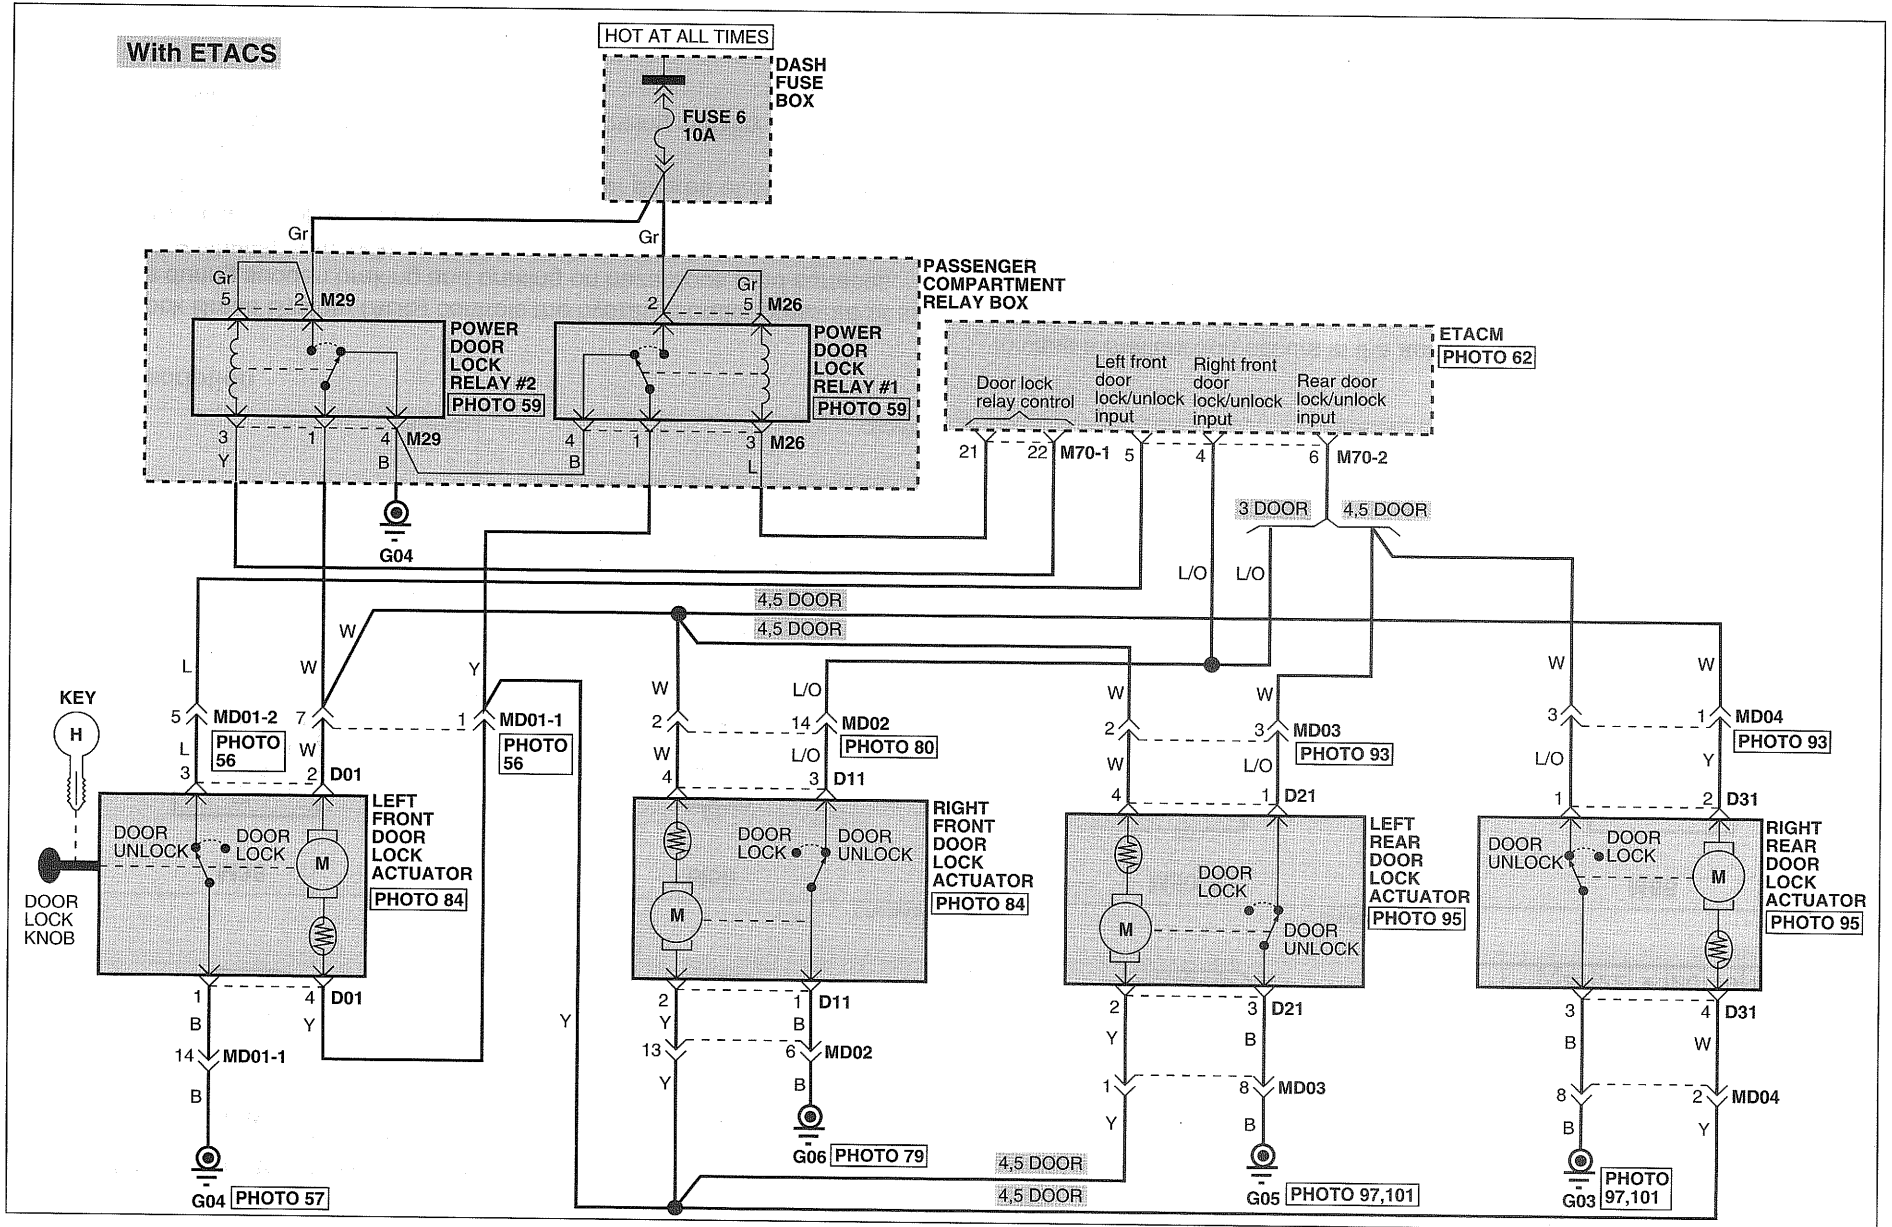 With ETACS
HOT AT ALL TIMES
DASH
FUSE
BOX
FUSE 6
10A
Gr
Gr
PASSENGER
COMPARTMENT
RELAY BOX
Gr
5
2
M29
2
Gr
5
M26
POWER
DOOR
LOCK
RELAY #2
PHOTO 59
POWER
DOOR
LOCK
RELAY #1
PHOTO 59
ETACM
PHOTO 62
Door lock
relay control
Left front
door
lock/unlock
input
Right front
door
lock/unlock
input
Rear door
lock/unlock
input
3
1
4
M29
4
1
3
M26
Y
B
B
L
21
22
M70-1
5
4
6
M70-2
G04
3 DOOR
4,5 DOOR
L/O
L/O
4,5 DOOR
4,5 DOOR
W
L
W
Y
W
L/O
W
W
W
W
KEY
H
5
MD01-2
PHOTO
56
7
1
MD01-1
PHOTO
56
2
14
MD02
PHOTO 80
2
3
MD03
PHOTO 93
3
1
MD04
PHOTO 93
L
W
W
L/O
W
L/O
L/O
Y
3
2
D01
4
3
D11
4
1
D21
1
2
D31
DOOR
UNLOCK
DOOR
LOCK
M
DOOR
LOCK
KNOB
LEFT
FRONT
DOOR
LOCK
ACTUATOR
PHOTO 84
DOOR
LOCK
DOOR
UNLOCK
M
RIGHT
FRONT
DOOR
LOCK
ACTUATOR
PHOTO 84
DOOR
LOCK
DOOR
UNLOCK
M
LEFT
REAR
DOOR
LOCK
ACTUATOR
PHOTO 95
DOOR
UNLOCK
DOOR
LOCK
M
RIGHT
REAR
DOOR
LOCK
ACTUATOR
PHOTO 95
1
4
D01
2
1
D11
2
3
D21
3
4
D31
B
Y
Y
Y
B
Y
B
B
W
14
MD01-1
13
6
MD02
1
8
MD03
8
2
MD04
B
Y
B
Y
B
B
Y
G04
PHOTO 57
G06
PHOTO 79
4,5 DOOR
4,5 DOOR
G05
PHOTO 97,101
G03
PHOTO
97,101